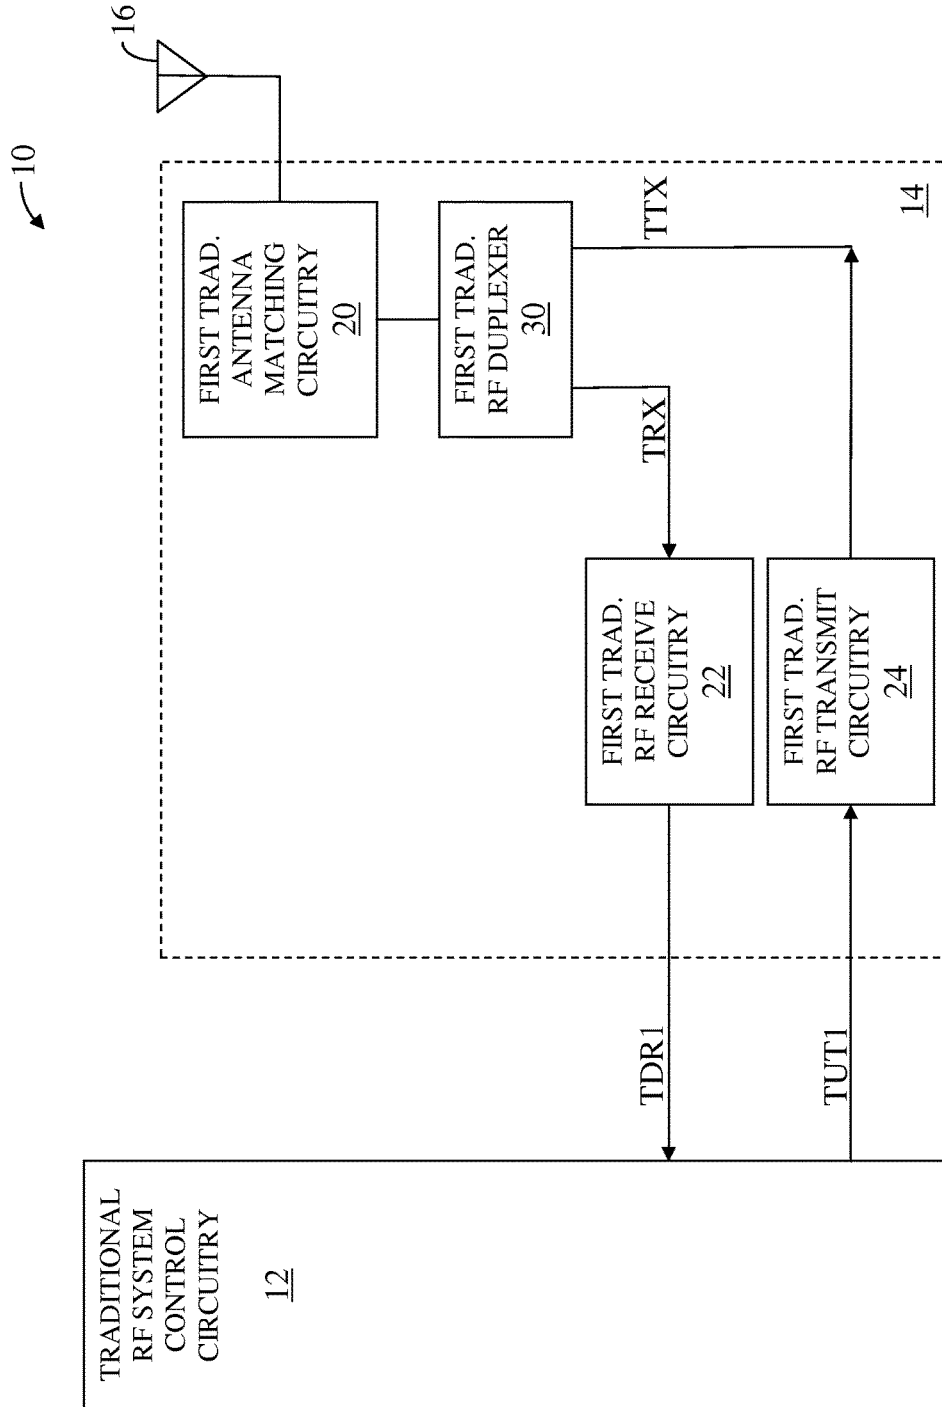 10
16
TRADITIONAL
RF SYSTEM
CONTROL
CIRCUITRY
12
TDR1
TUT1
FIRST TRAD.
ANTENNA
MATCHING
CIRCUITRY
20
FIRST TRAD.
RF DUPLEXER
30
TRX
TTX
FIRST TRAD.
RF RECEIVE
CIRCUITRY
22
FIRST TRAD.
RF TRANSMIT
CIRCUITRY
24
14